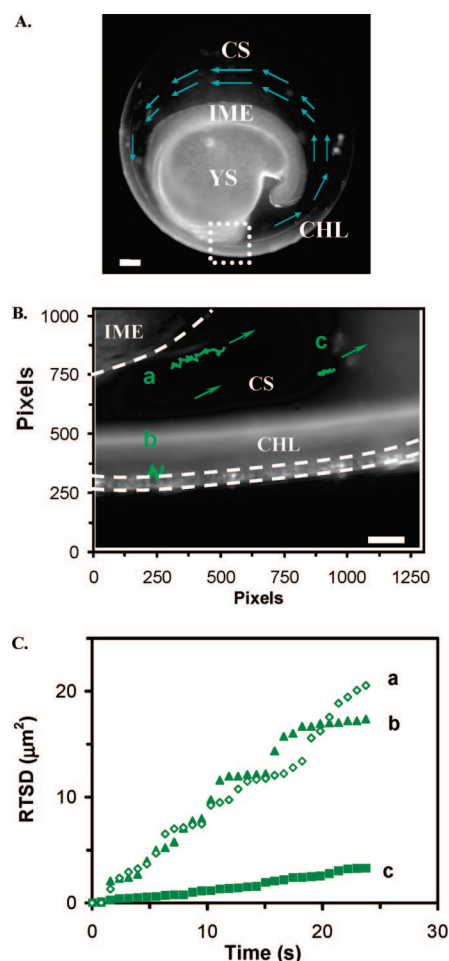 A.
CS
IME
YS
CHL
B.
1000
750
500
250
0
Pixels
IME
a
c
CS
b
CHL
0 250 500 750 1000 1250
Pixels
C.
20
10
0
RTSD (μm²)
a
b
c
0 10 20 30
Time (s)